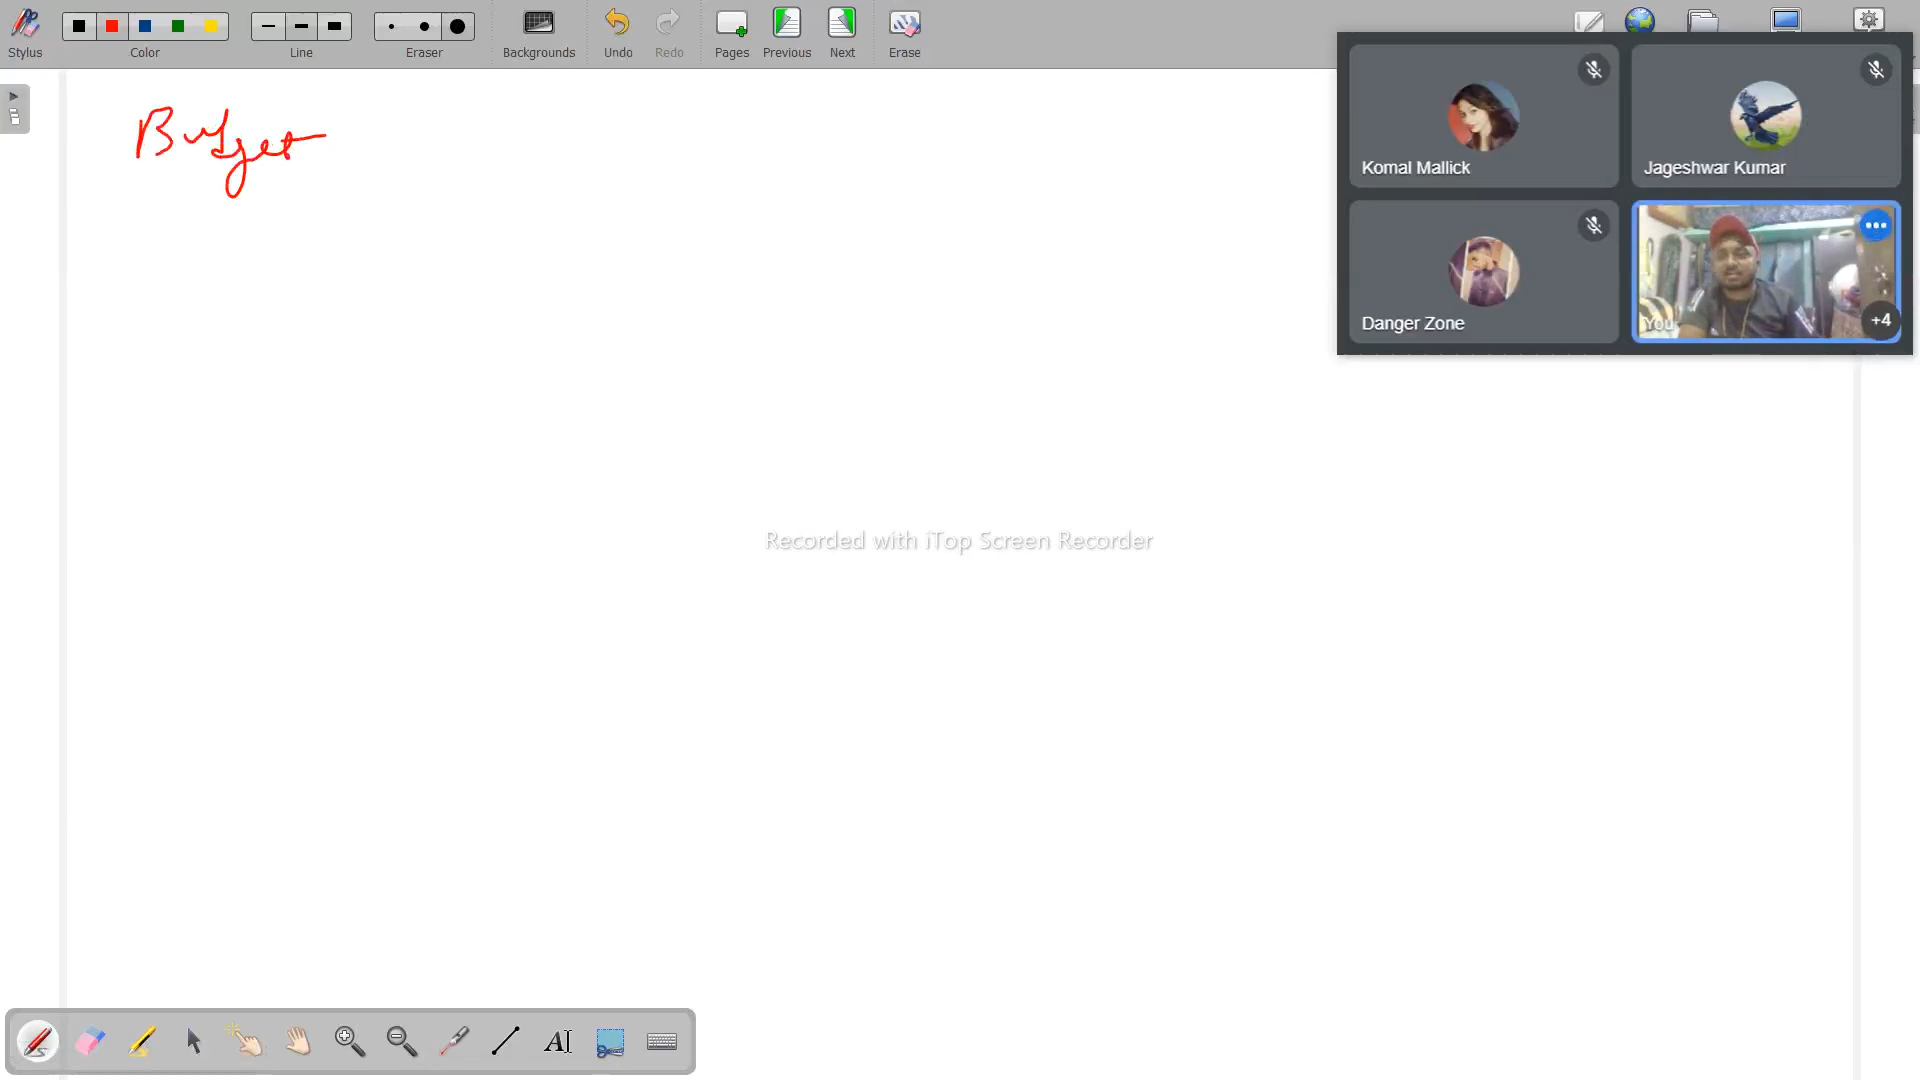 Stylus Color Line Eraser Backgrounds Undo Redo Pages Previous Next Erase
Budget
Komal Mallick
Jageshwar Kumar
Danger Zone
You
+4
Recorded with iTop Screen Recorder
AI